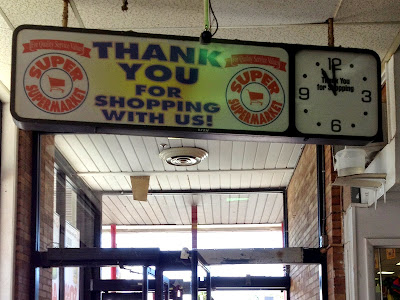 THANK
YOU
FOR
SHOPPING
WITH US!
SUPER
SUPERMARKET
SUPER
SUPERMARKET
12
3
6
9
Thank You
for Shopping